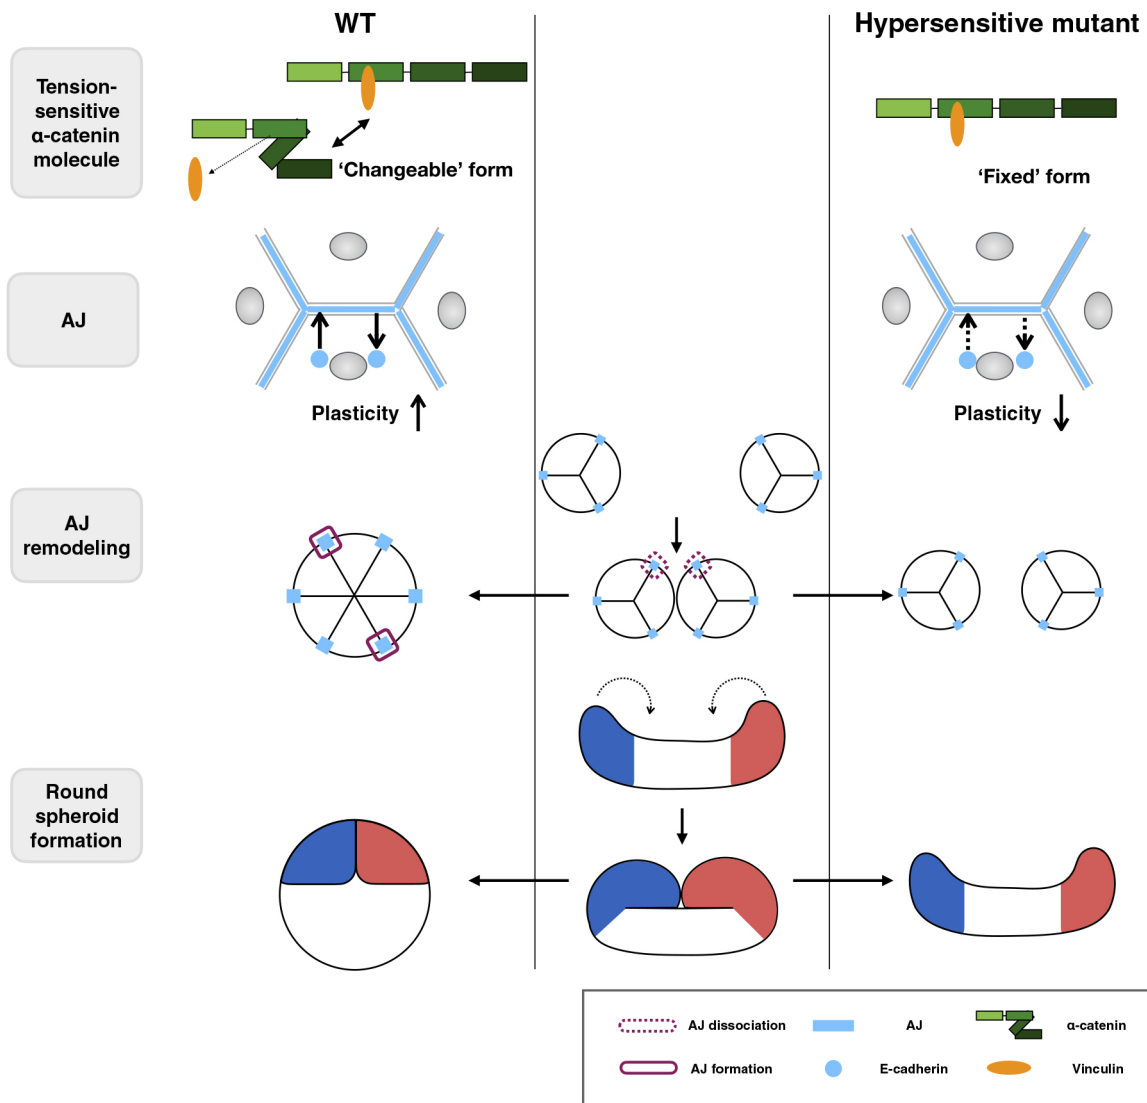 WT
Hypersensitive mutant
Tension-
sensitive
α-catenin
molecule
‘Changeable’ form
‘Fixed’ form
AJ
Plasticity
Plasticity
AJ
remodeling
Round
spheroid
formation
AJ dissociation
AJ
α-catenin
AJ formation
E-cadherin
Vinculin